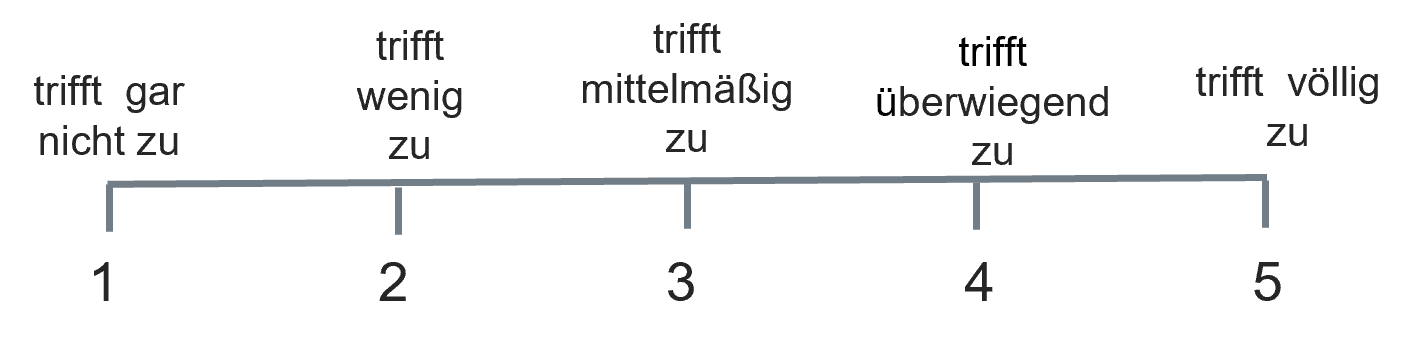 trifft gar
nicht zu
trifft
wenig
zu
trifft
mittelmäßig
zu
trifft
überwiegend
zu
trifft völlig
zu
1 2 3 4 5